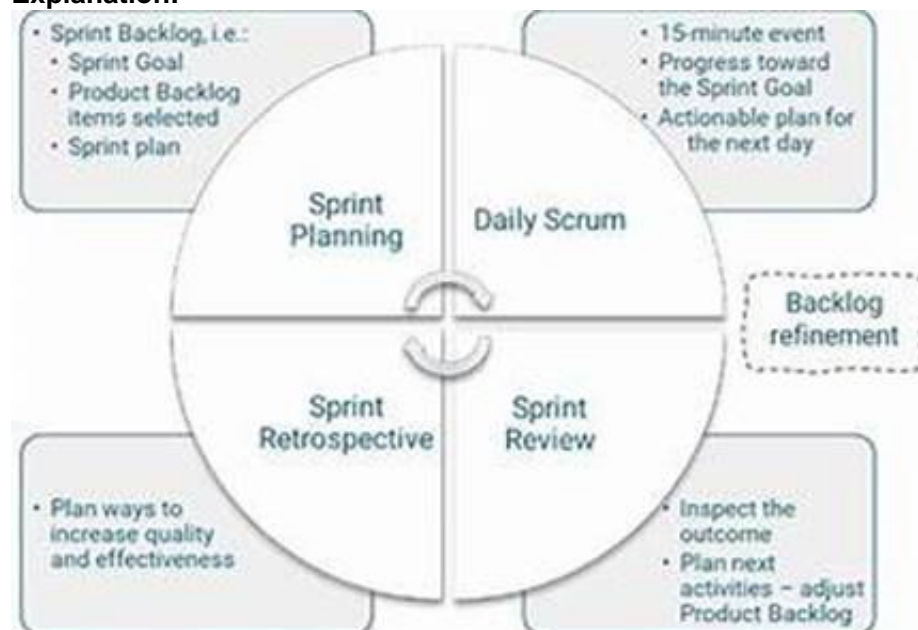 Explanation:
• Sprint Backlog, i.e.:
• Sprint Goal
• Product Backlog
items selected
• Sprint plan
• 15-minute event
• Progress toward
the Sprint Goal
• Actionable plan for
the next day
Sprint
Planning
Daily Scrum
Backlog
refinement
Sprint
Retrospective
Sprint
Review
• Plan ways to
increase quality
and effectiveness
• Inspect the
outcome
• Plan next
activities – adjust
Product Backlog